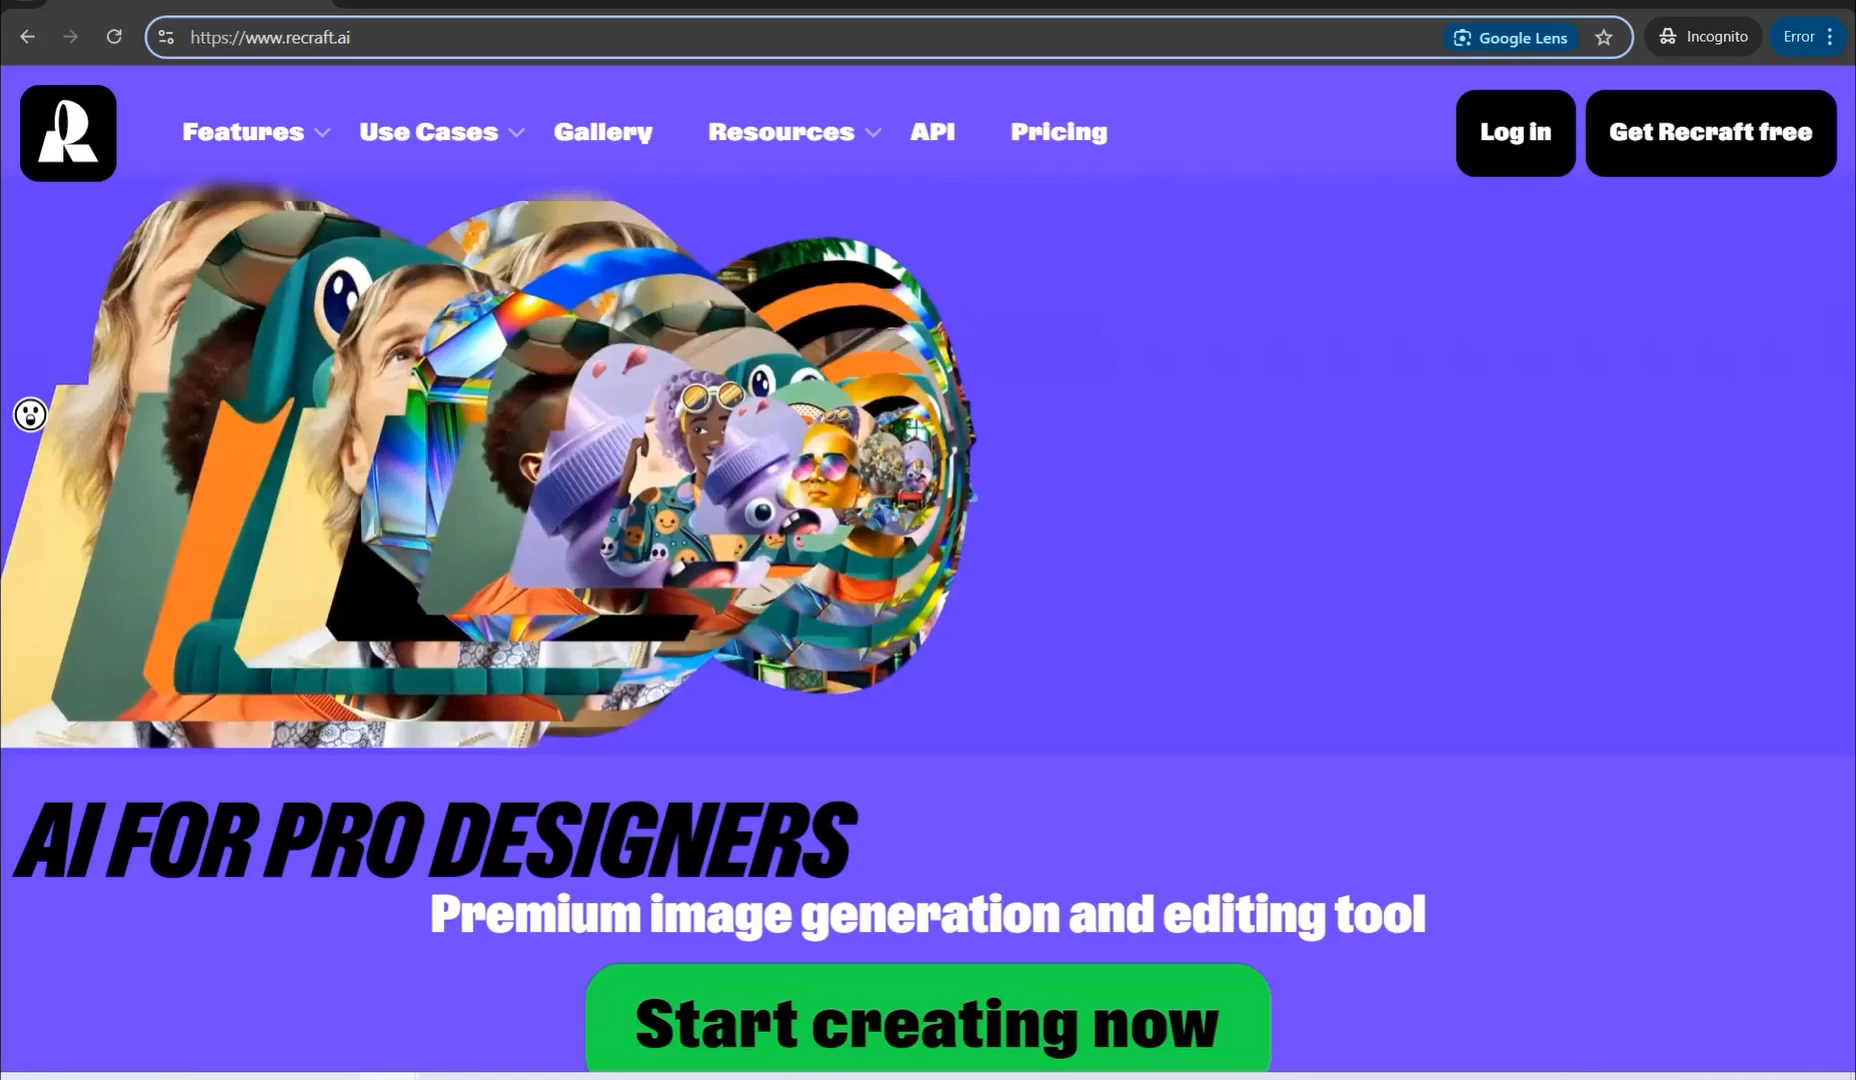 https://www.recraft.ai
Google Lens
Incognito
Error
R
Features
Use Cases
Gallery
Resources
API
Pricing
Log in
Get Recraft free
AI FOR PRO DESIGNERS
Premium image generation and editing tool
Start creating now